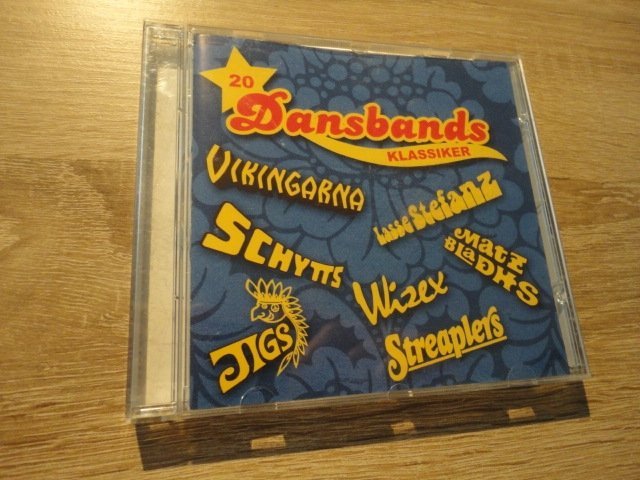 20
Dansbands
KLASSIKER
VIKINGARNA
Lasse Stefanz
SCHYTTS
Matz
BLaDHS
JIGS
Wizex
Streaplers